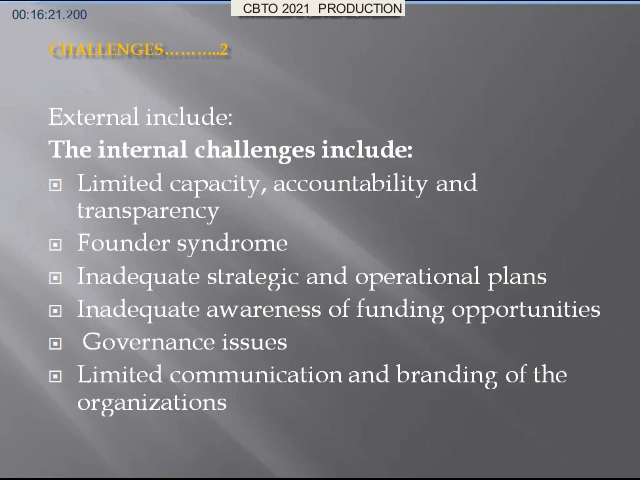 00:16:21.200
CBTO 2021 PRODUCTION
CHALLENGES………..2
External include:
The internal challenges include:
Limited capacity, accountability and
transparency
Founder syndrome
Inadequate strategic and operational plans
Inadequate awareness of funding opportunities
Governance issues
Limited communication and branding of the
organizations